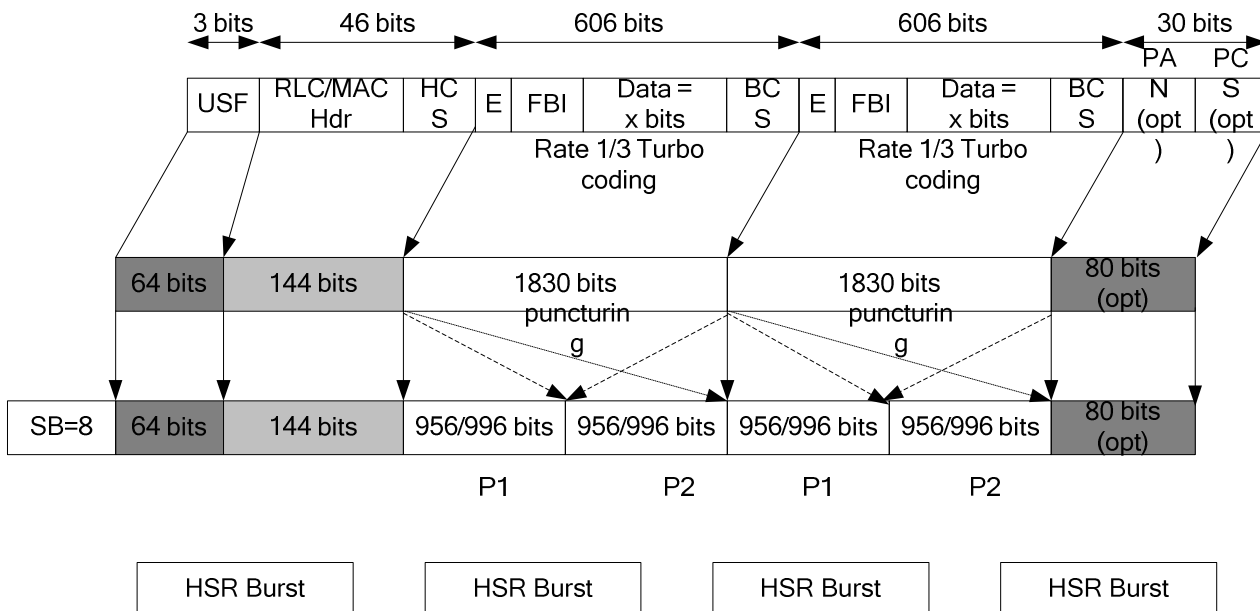 3 bits 46 bits 606 bits 606 bits 30 bits
USF
RLC/MAC
Hdr
HC
S
E
FBI
Data =
x bits
BC
S
E
FBI
Data =
x bits
BC
S
PA
N
(opt
)
PC
S
(opt
)
Rate 1/3 Turbo
coding
Rate 1/3 Turbo
coding
64 bits
144 bits
1830 bits
puncturin
g
1830 bits
puncturin
g
80 bits
(opt)
SB=8
64 bits
144 bits
956/996 bits
956/996 bits
956/996 bits
956/996 bits
80 bits
(opt)
P1 P2 P1 P2
HSR Burst HSR Burst HSR Burst HSR Burst